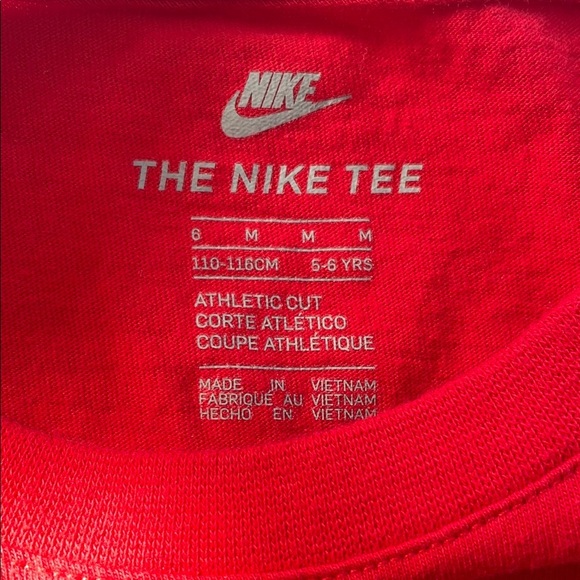 NIKE
THE NIKE TEE
6 M M M
110-116CM 5-6 YRS
ATHLETIC CUT
CORTE ATLÉTICO
COUPE ATHLÉTIQUE
MADE IN VIETNAM
FABRIQUÉ AU VIETNAM
HECHO EN VIETNAM